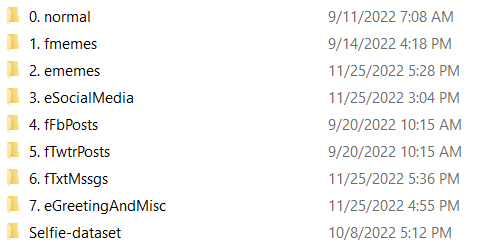 0. normal 9/11/2022 7:08 AM
1. fmemes 9/14/2022 4:18 PM
2. ememes 11/25/2022 5:28 PM
3. eSocialMedia 11/25/2022 3:04 PM
4. fFbPosts 9/20/2022 10:15 AM
5. fTwtrPosts 9/20/2022 10:15 AM
6. fTxtMssgs 11/25/2022 5:36 PM
7. eGreetingAndMisc 11/25/2022 4:55 PM
Selfie-dataset 10/8/2022 5:12 PM